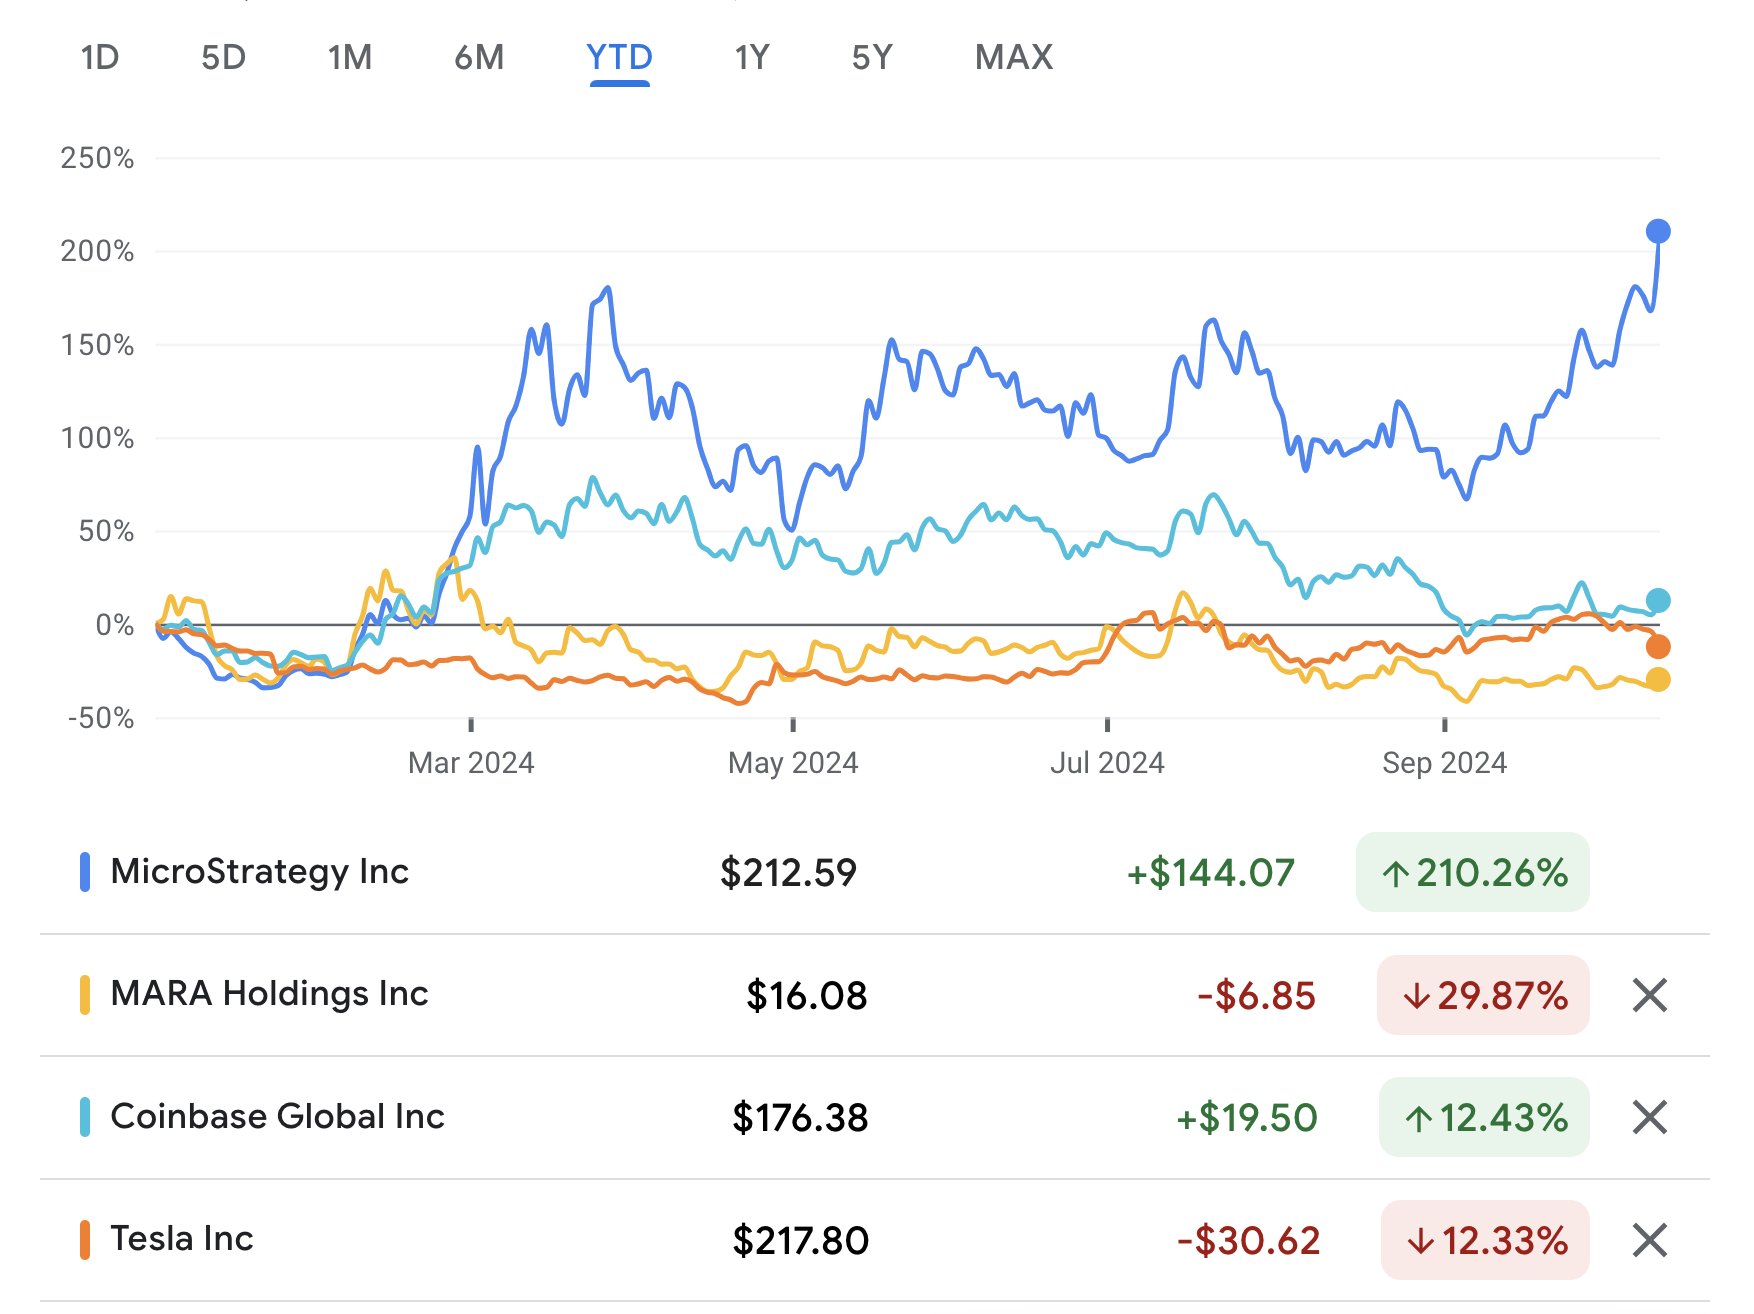 1D 5D 1M 6M YTD 1Y 5Y MAX
250%
200%
150%
100%
50%
0%
-50%
Mar 2024 May 2024 Jul 2024 Sep 2024
MicroStrategy Inc $212.59 +$144.07 ↑210.26%
MARA Holdings Inc $16.08 -$6.85 ↓29.87%
Coinbase Global Inc $176.38 +$19.50 ↑12.43%
Tesla Inc $217.80 -$30.62 ↓12.33%